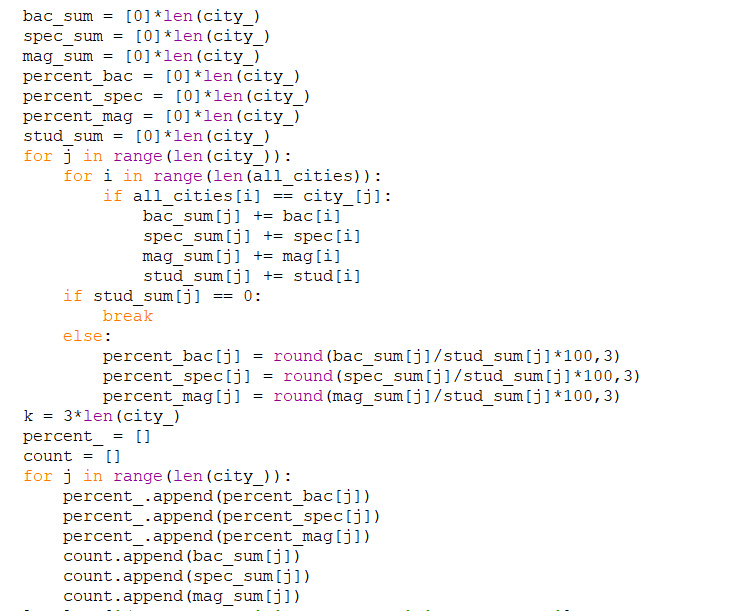 bac_sum = [0]*len(city_)
spec_sum = [0]*len(city_)
mag_sum = [0]*len(city_)
percent_bac = [0]*len(city_)
percent_spec = [0]*len(city_)
percent_mag = [0]*len(city_)
stud_sum = [0]*len(city_)
for j in range(len(city_)):
    for i in range(len(all_cities)):
        if all_cities[i] == city_[j]:
            bac_sum[j] += bac[i]
            spec_sum[j] += spec[i]
            mag_sum[j] += mag[i]
            stud_sum[j] += stud[i]
    if stud_sum[j] == 0:
        break
    else:
        percent_bac[j] = round(bac_sum[j]/stud_sum[j]*100,3)
        percent_spec[j] = round(spec_sum[j]/stud_sum[j]*100,3)
        percent_mag[j] = round(mag_sum[j]/stud_sum[j]*100,3)
k = 3*len(city_)
percent_ = []
count = []
for j in range(len(city_)):
    percent_.append(percent_bac[j])
    percent_.append(percent_spec[j])
    percent_.append(percent_mag[j])
    count.append(bac_sum[j])
    count.append(spec_sum[j])
    count.append(mag_sum[j])